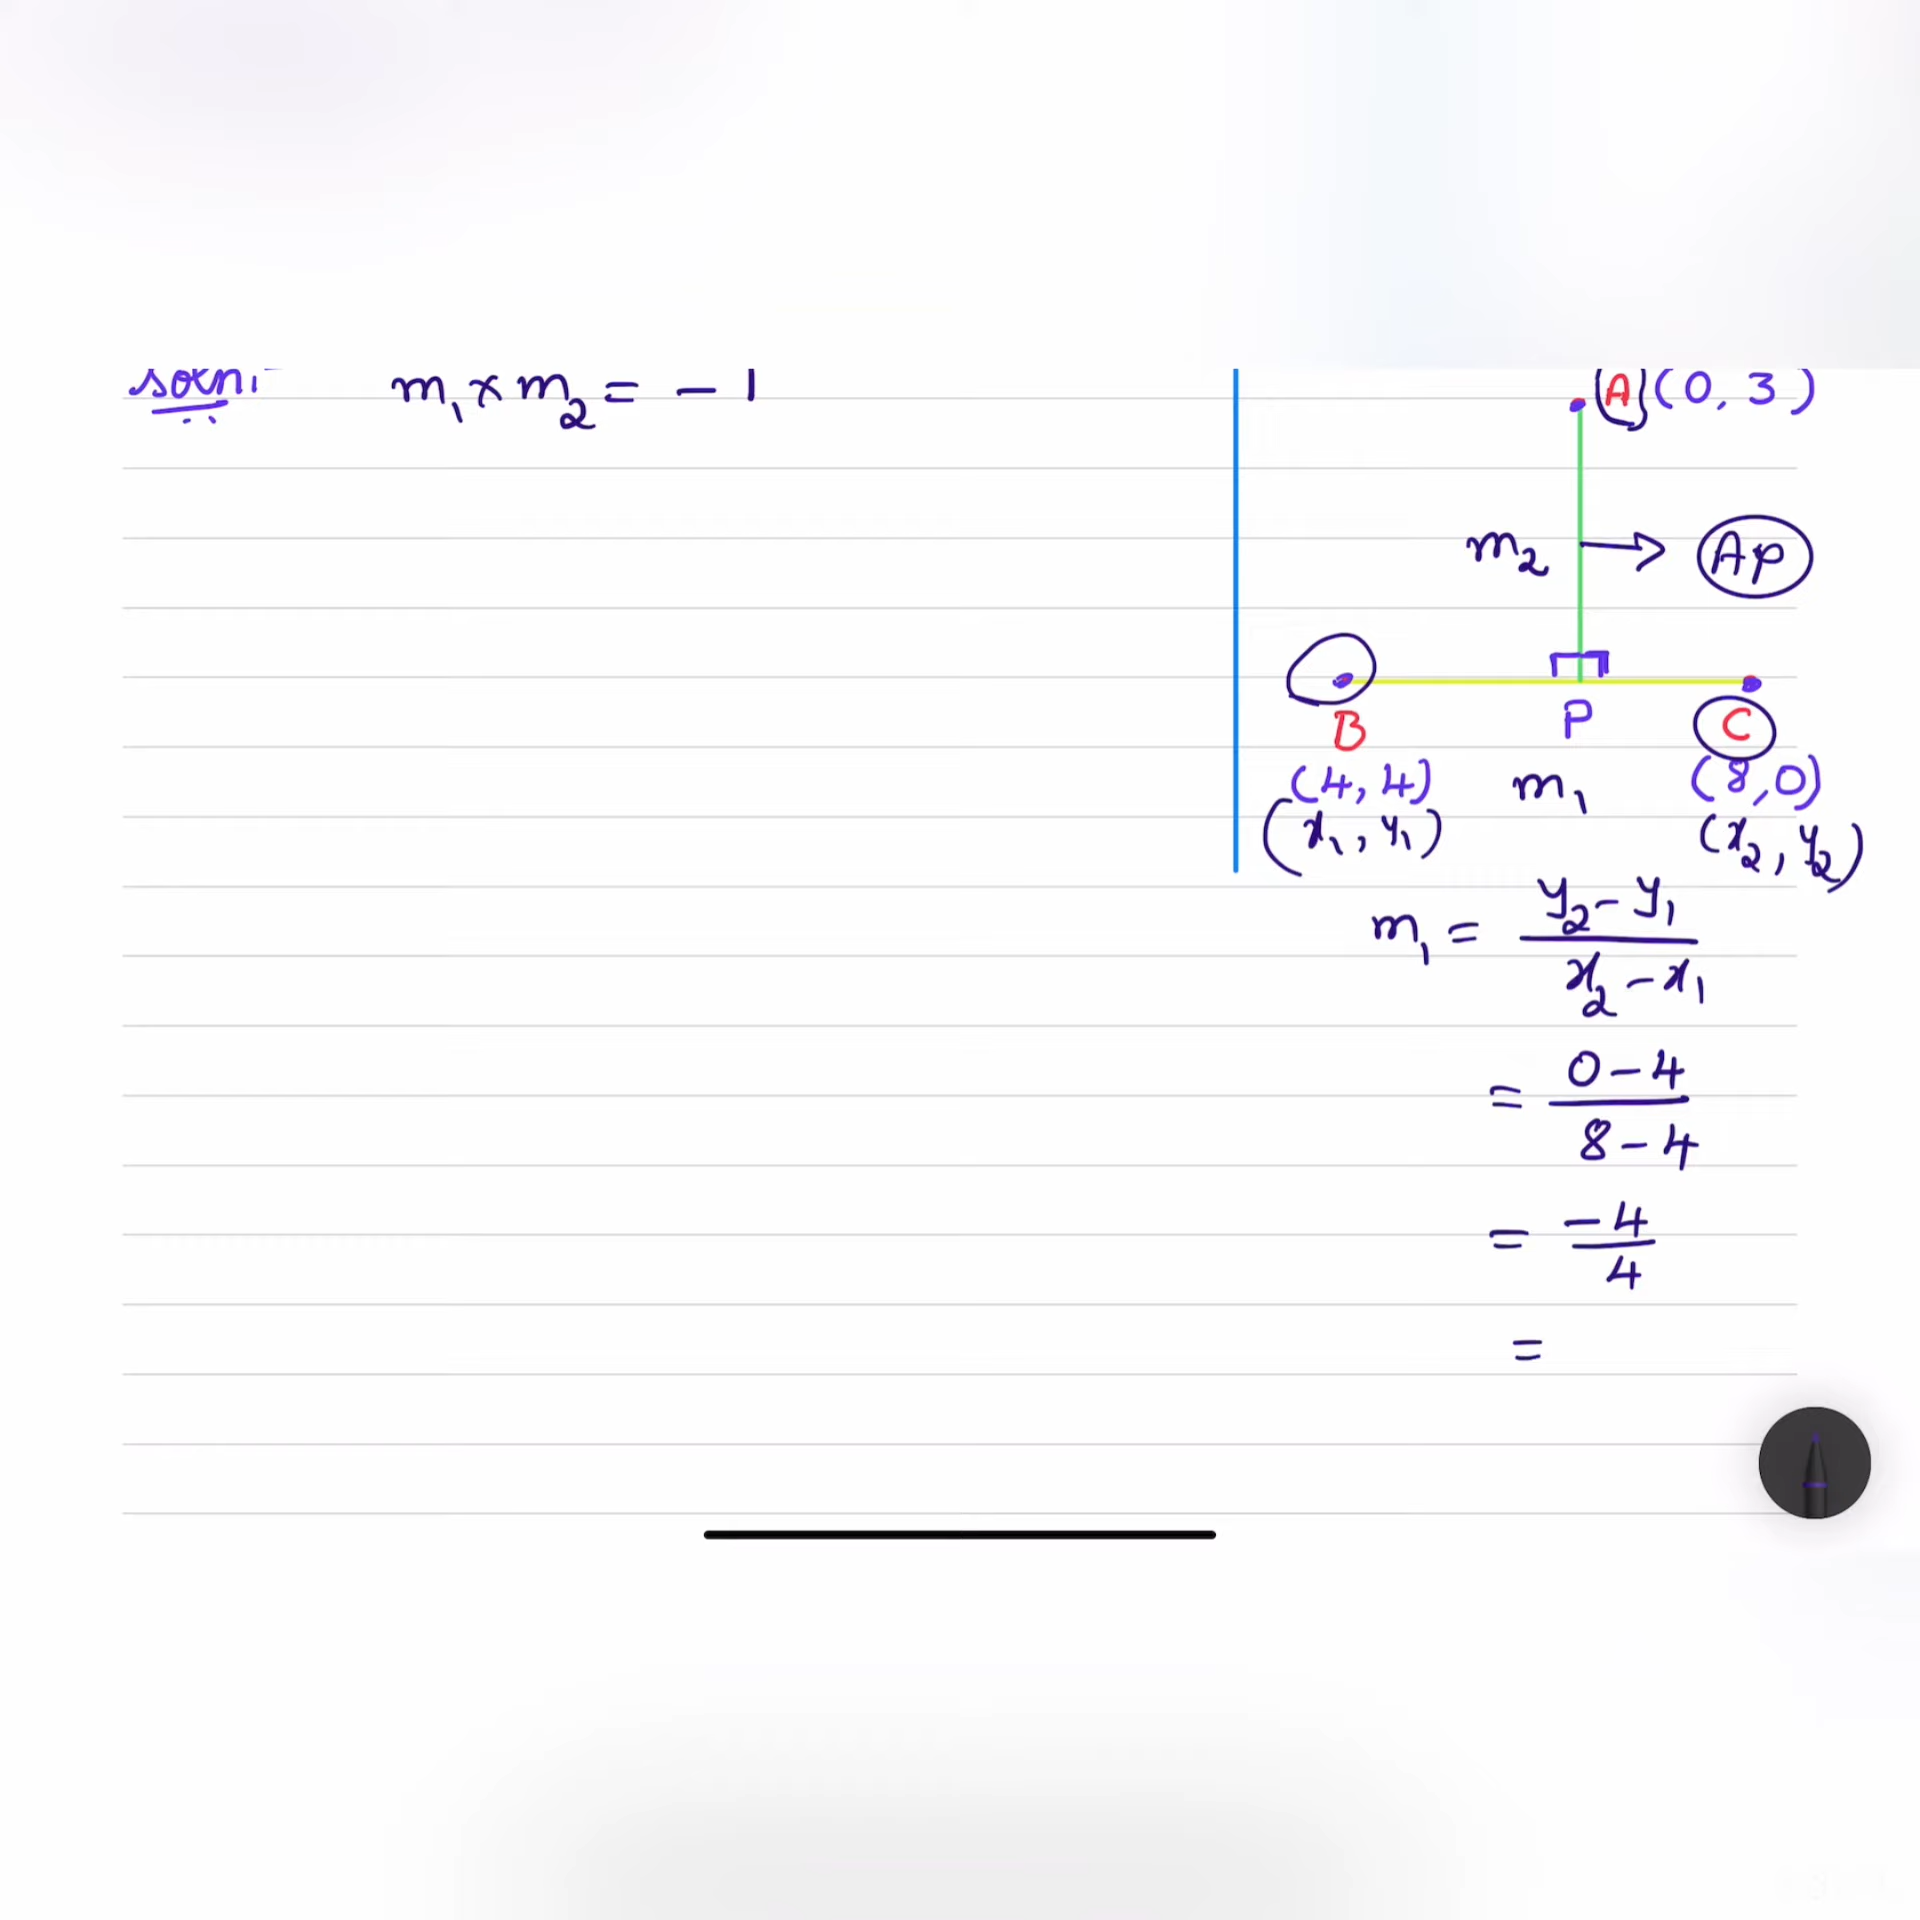 soln:- m₁ × m₂ = -1
A (0, 3)
m₂ → AP
B P C
(4, 4) m₁ (8, 0)
(x₁, y₁) (x₂, y₂)
m₁ = y₂ - y₁ / x₂ - x₁
= 0 - 4 / 8 - 4
= -4 / 4
=